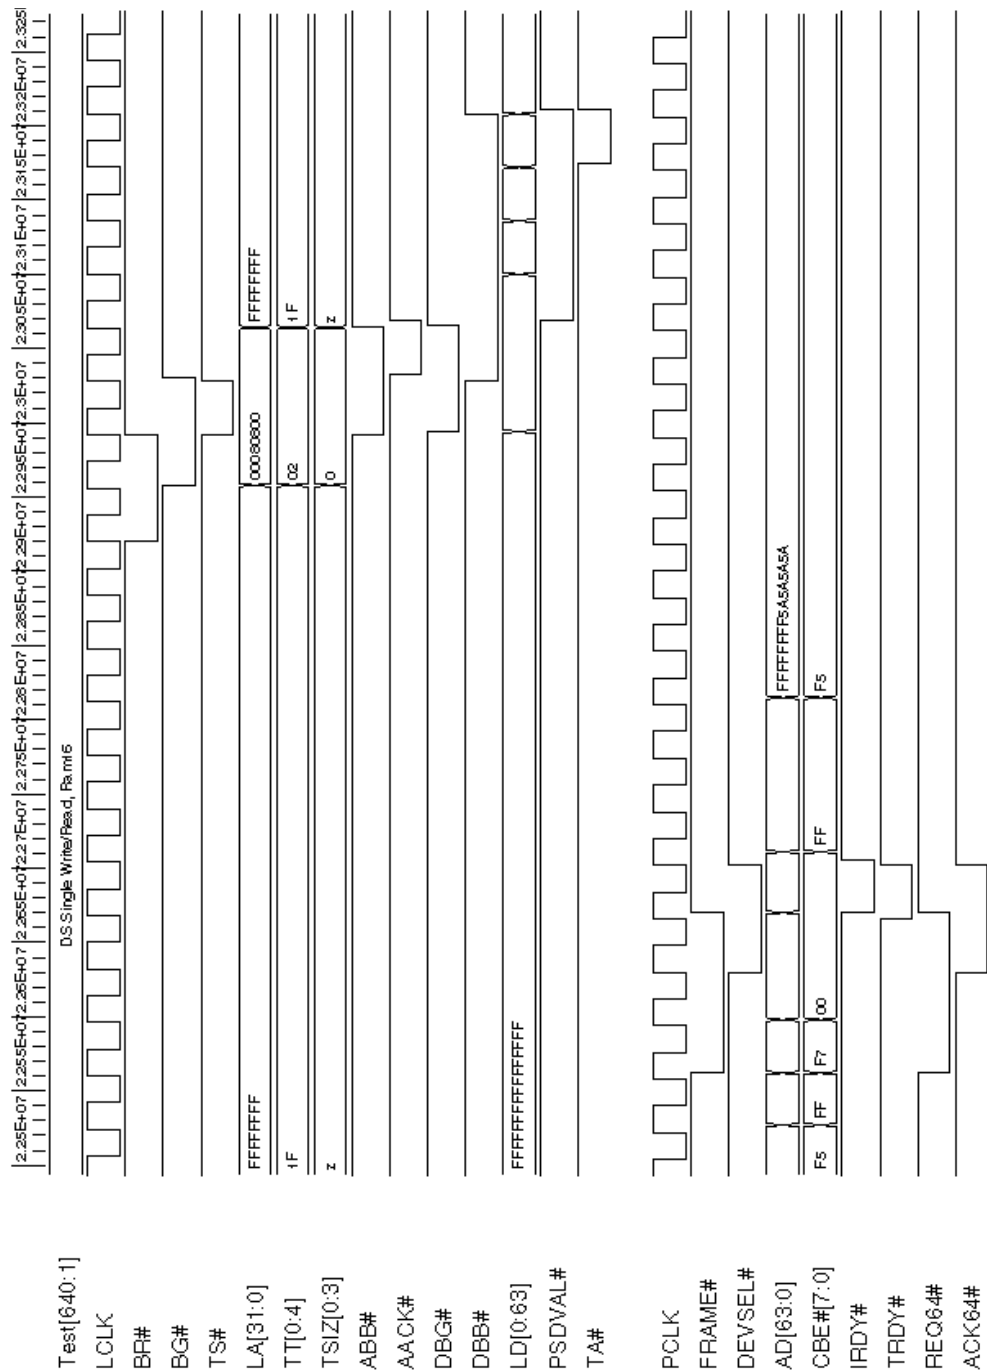 2.25E+07 2.255E+07 2.26E+07 2.265E+07 2.27E+07 2.275E+07 2.28E+07 2.285E+07 2.29E+07 2.295E+07 2.3E+07 2.305E+07 2.31E+07 2.315E+07 2.32E+07 2.325
Test[640:1] DS-Single Write/Read, Ram16
LCLK
BR#
BG#
TS#
LA[31:0] FFFFFFFF 00080800 FFFFFFFF
TT[0:4] 1F 02 1F
TSIZ[0:3] z 0 z
ABB#
AACK#
DBG#
DBB#
LD[0:63] FFFFFFFFFFFFFFFF
PSDVAL#
TA#
PCLK
FRAME#
DEVSEL#
AD[63:0] FFFFFFFF5A5A5A5A
CBE#[7:0] F5 FF F7 00 FF F5
IRDY#
TRDY#
REQ64#
ACK64#